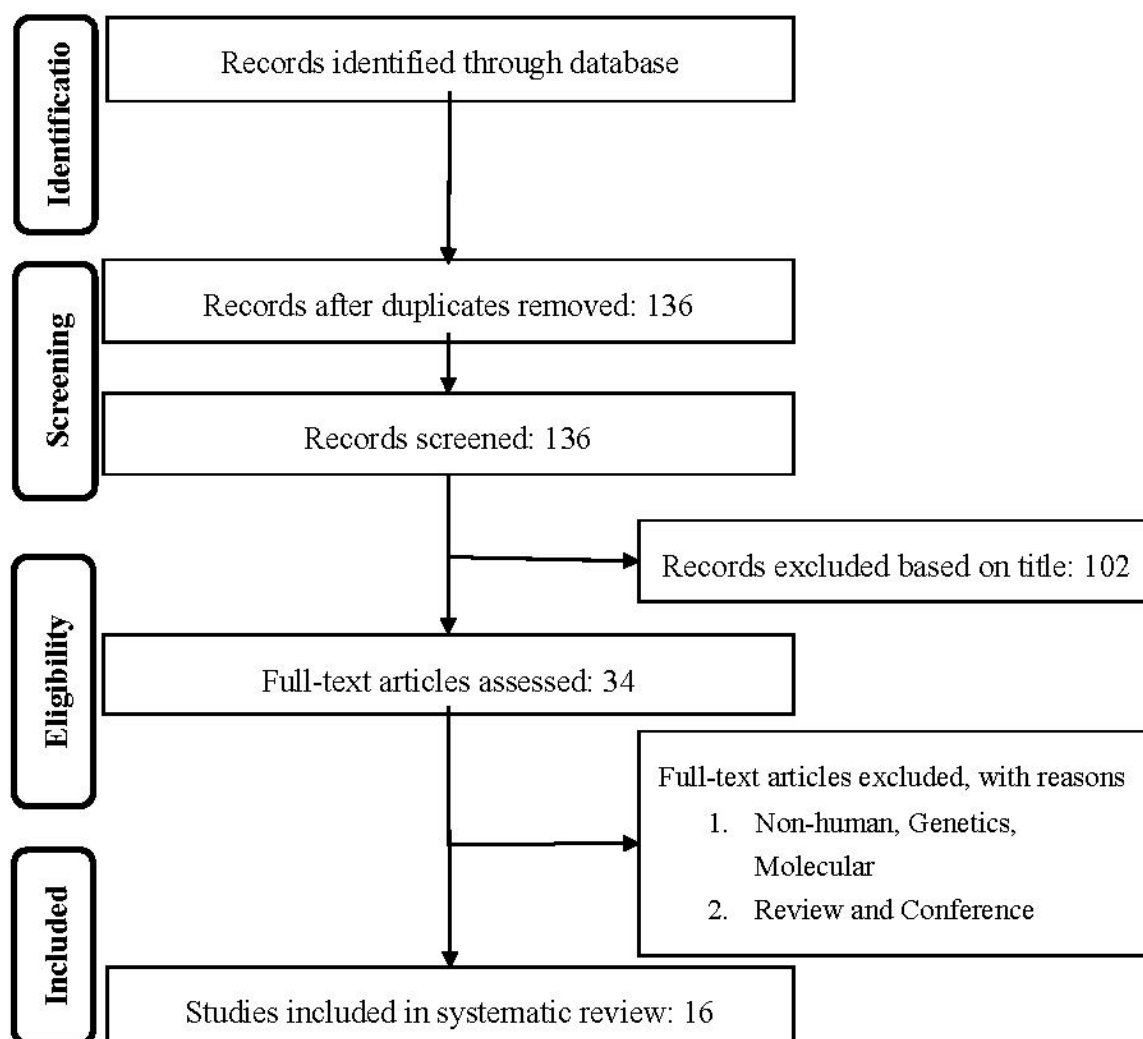 Identificatio
Records identified through database
Screening
Records after duplicates removed: 136
Records screened: 136
Records excluded based on title: 102
Eligibility
Full-text articles assessed: 34
Full-text articles excluded, with reasons
1. Non-human, Genetics,
Molecular
2. Review and Conference
Included
Studies included in systematic review: 16